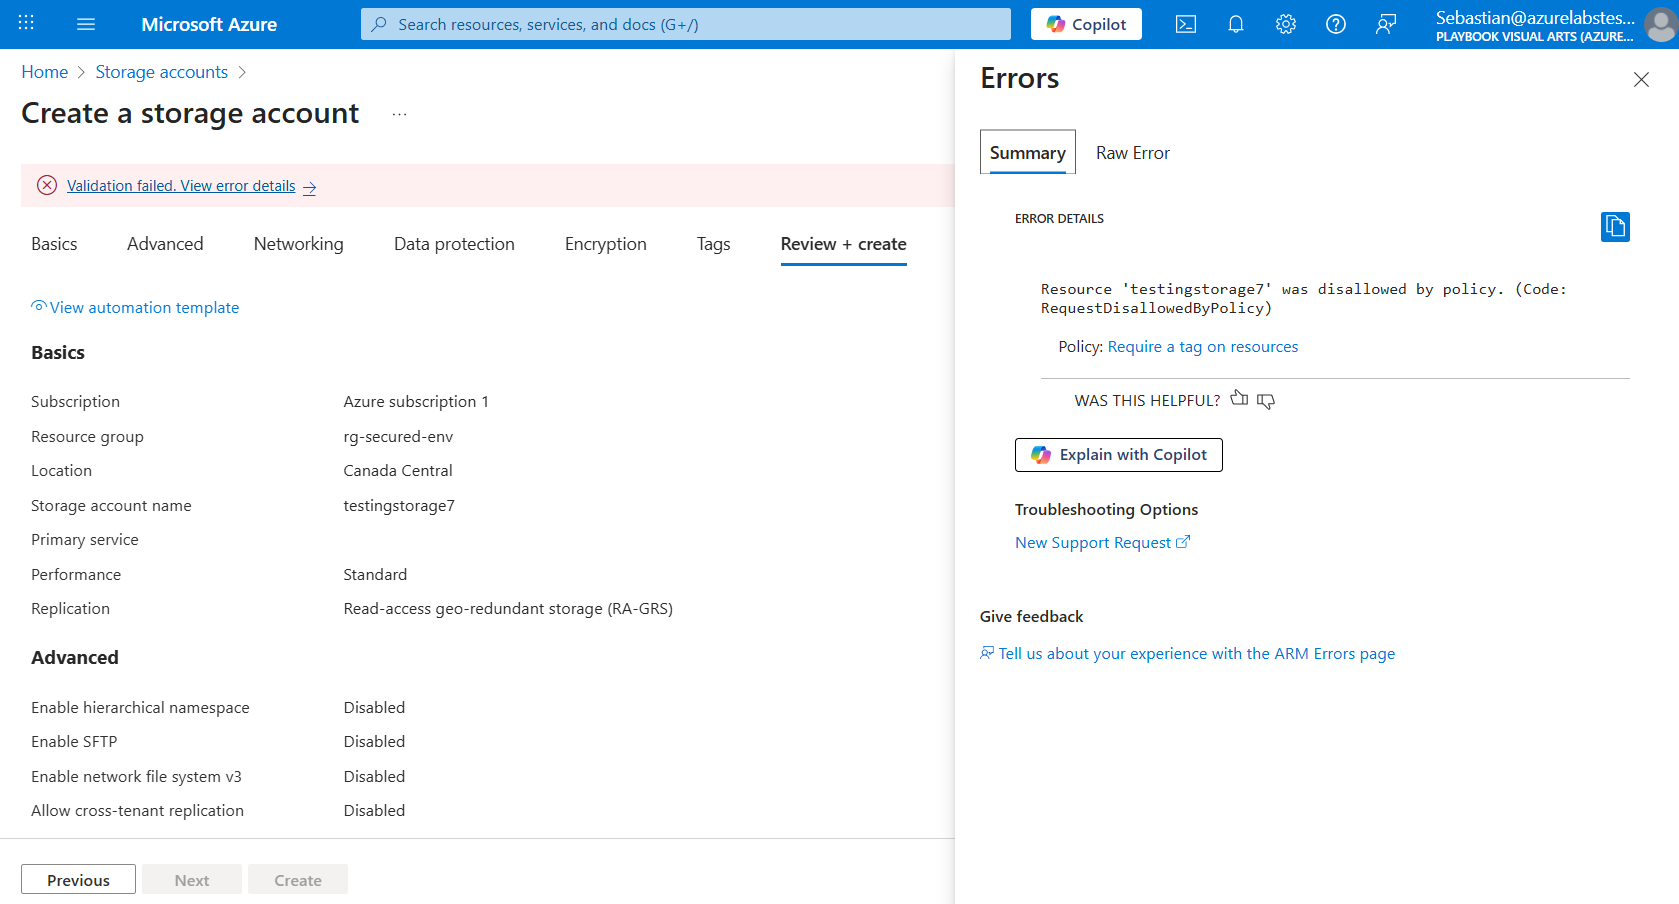 Microsoft Azure
Search resources, services, and docs (G+/)
Copilot
Sebastian@azurelabstes...
PLAYBOOK VISUAL ARTS (AZURE...
Home > Storage accounts >
Create a storage account ...
Validation failed. View error details →
Basics Advanced Networking Data protection Encryption Tags Review + create
View automation template
Basics
Subscription Azure subscription 1
Resource group rg-secured-env
Location Canada Central
Storage account name testingstorage7
Primary service
Performance Standard
Replication Read-access geo-redundant storage (RA-GRS)
Advanced
Enable hierarchical namespace Disabled
Enable SFTP Disabled
Enable network file system v3 Disabled
Allow cross-tenant replication Disabled
Previous Next Create
Errors
Summary Raw Error
ERROR DETAILS
Resource 'testingstorage7' was disallowed by policy. (Code:
RequestDisallowedByPolicy)
Policy: Require a tag on resources
WAS THIS HELPFUL?
Explain with Copilot
Troubleshooting Options
New Support Request
Give feedback
Tell us about your experience with the ARM Errors page